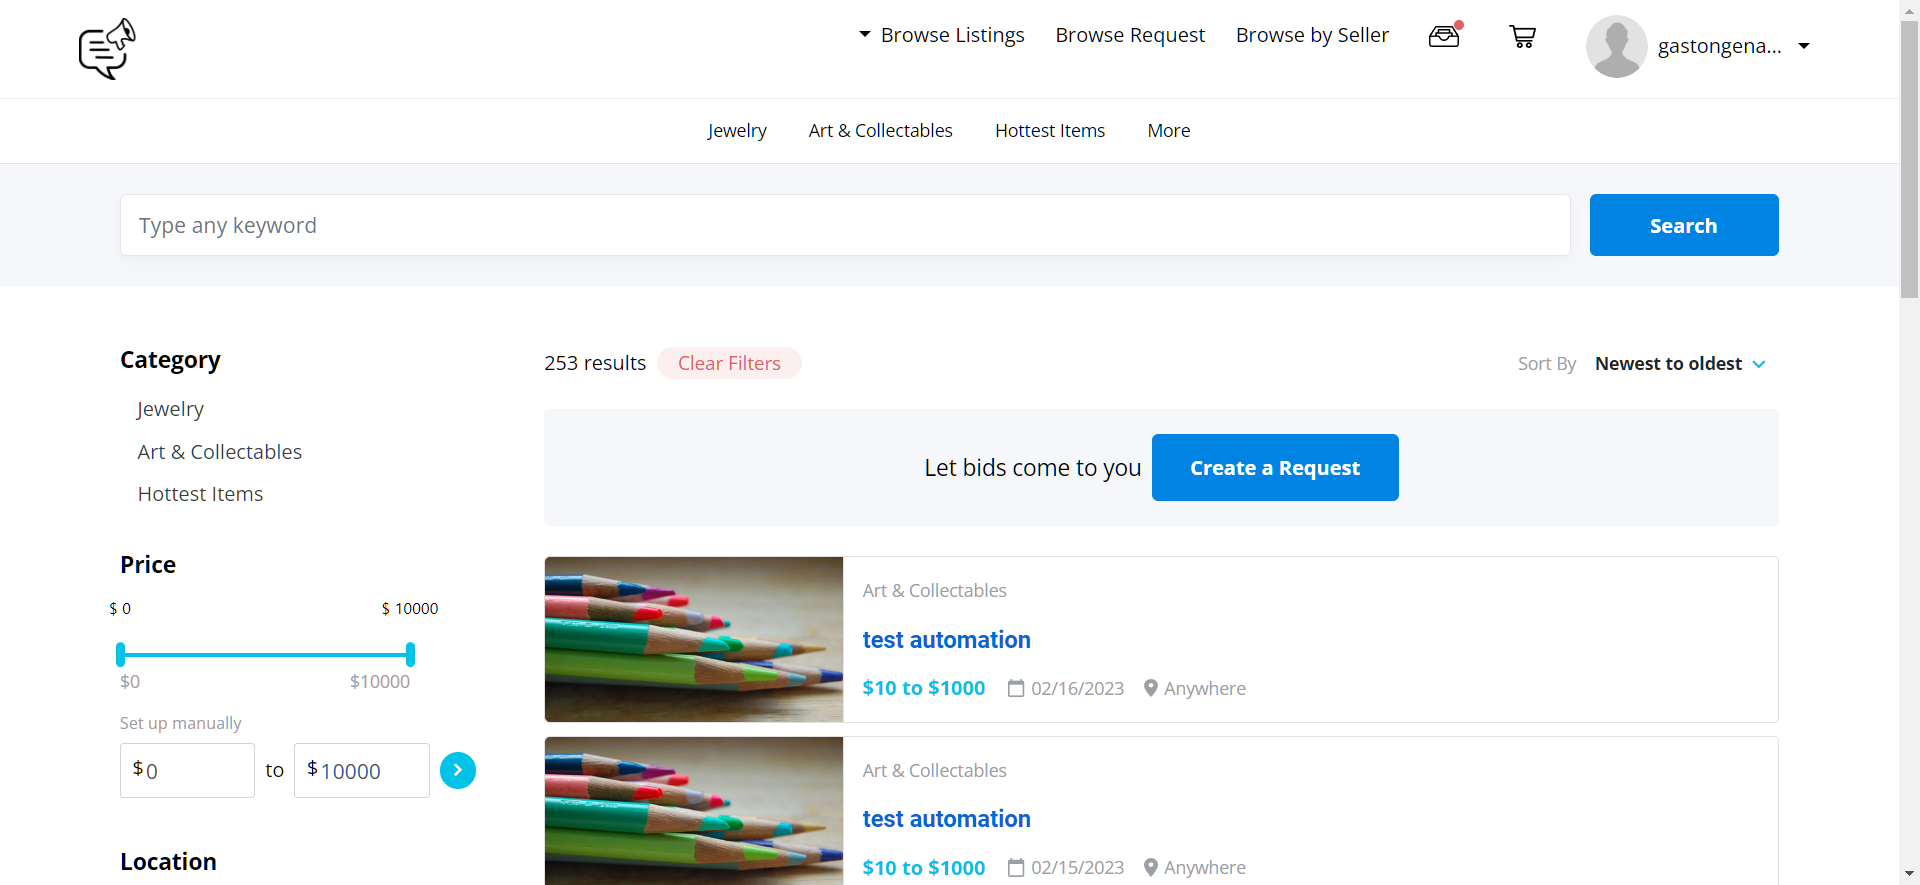 Browse Listings
Browse Request
Browse by Seller
gastongena...
Jewelry
Art & Collectables
Hottest Items
More
Type any keyword
Search
Category
Jewelry
Art & Collectables
Hottest Items
Price
$ 0
$ 10000
$0
$10000
Set up manually
$0 to $10000
Location
253 results
Clear Filters
Sort By Newest to oldest
Let bids come to you
Create a Request
Art & Collectables
test automation
$10 to $1000 02/16/2023 Anywhere
Art & Collectables
test automation
$10 to $1000 02/15/2023 Anywhere